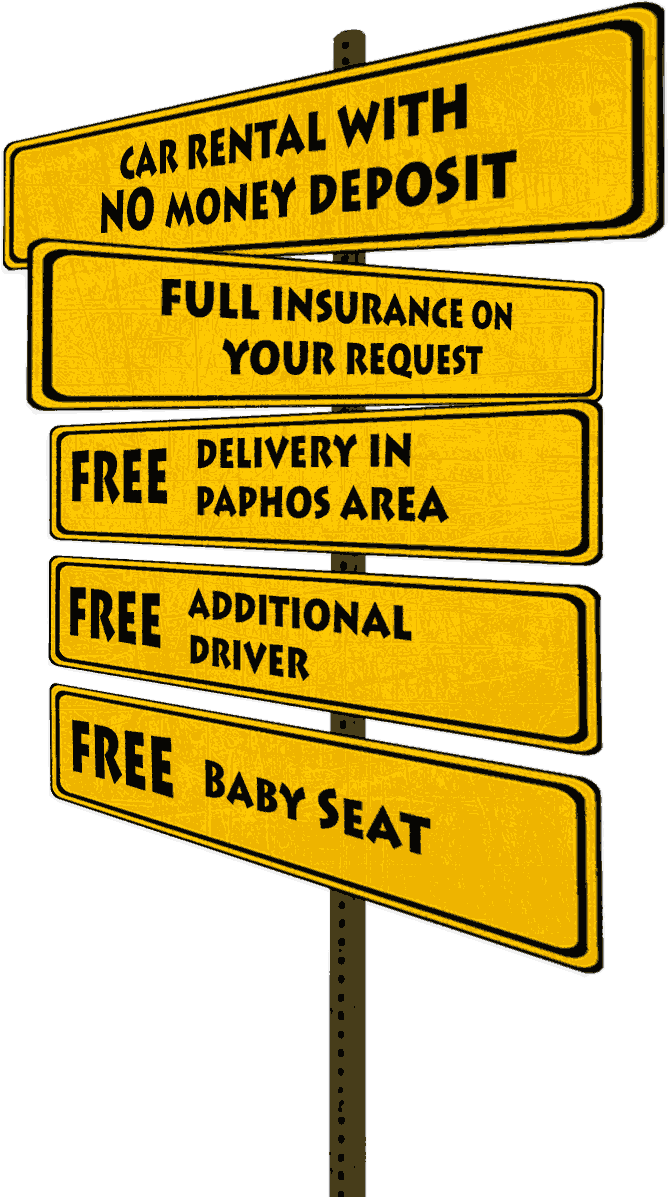 CAR RENTAL WITH
NO MONEY DEPOSIT
FULL INSURANCE ON
YOUR REQUEST
FREE DELIVERY IN
PAPHOS AREA
FREE ADDITIONAL
DRIVER
FREE BABY SEAT